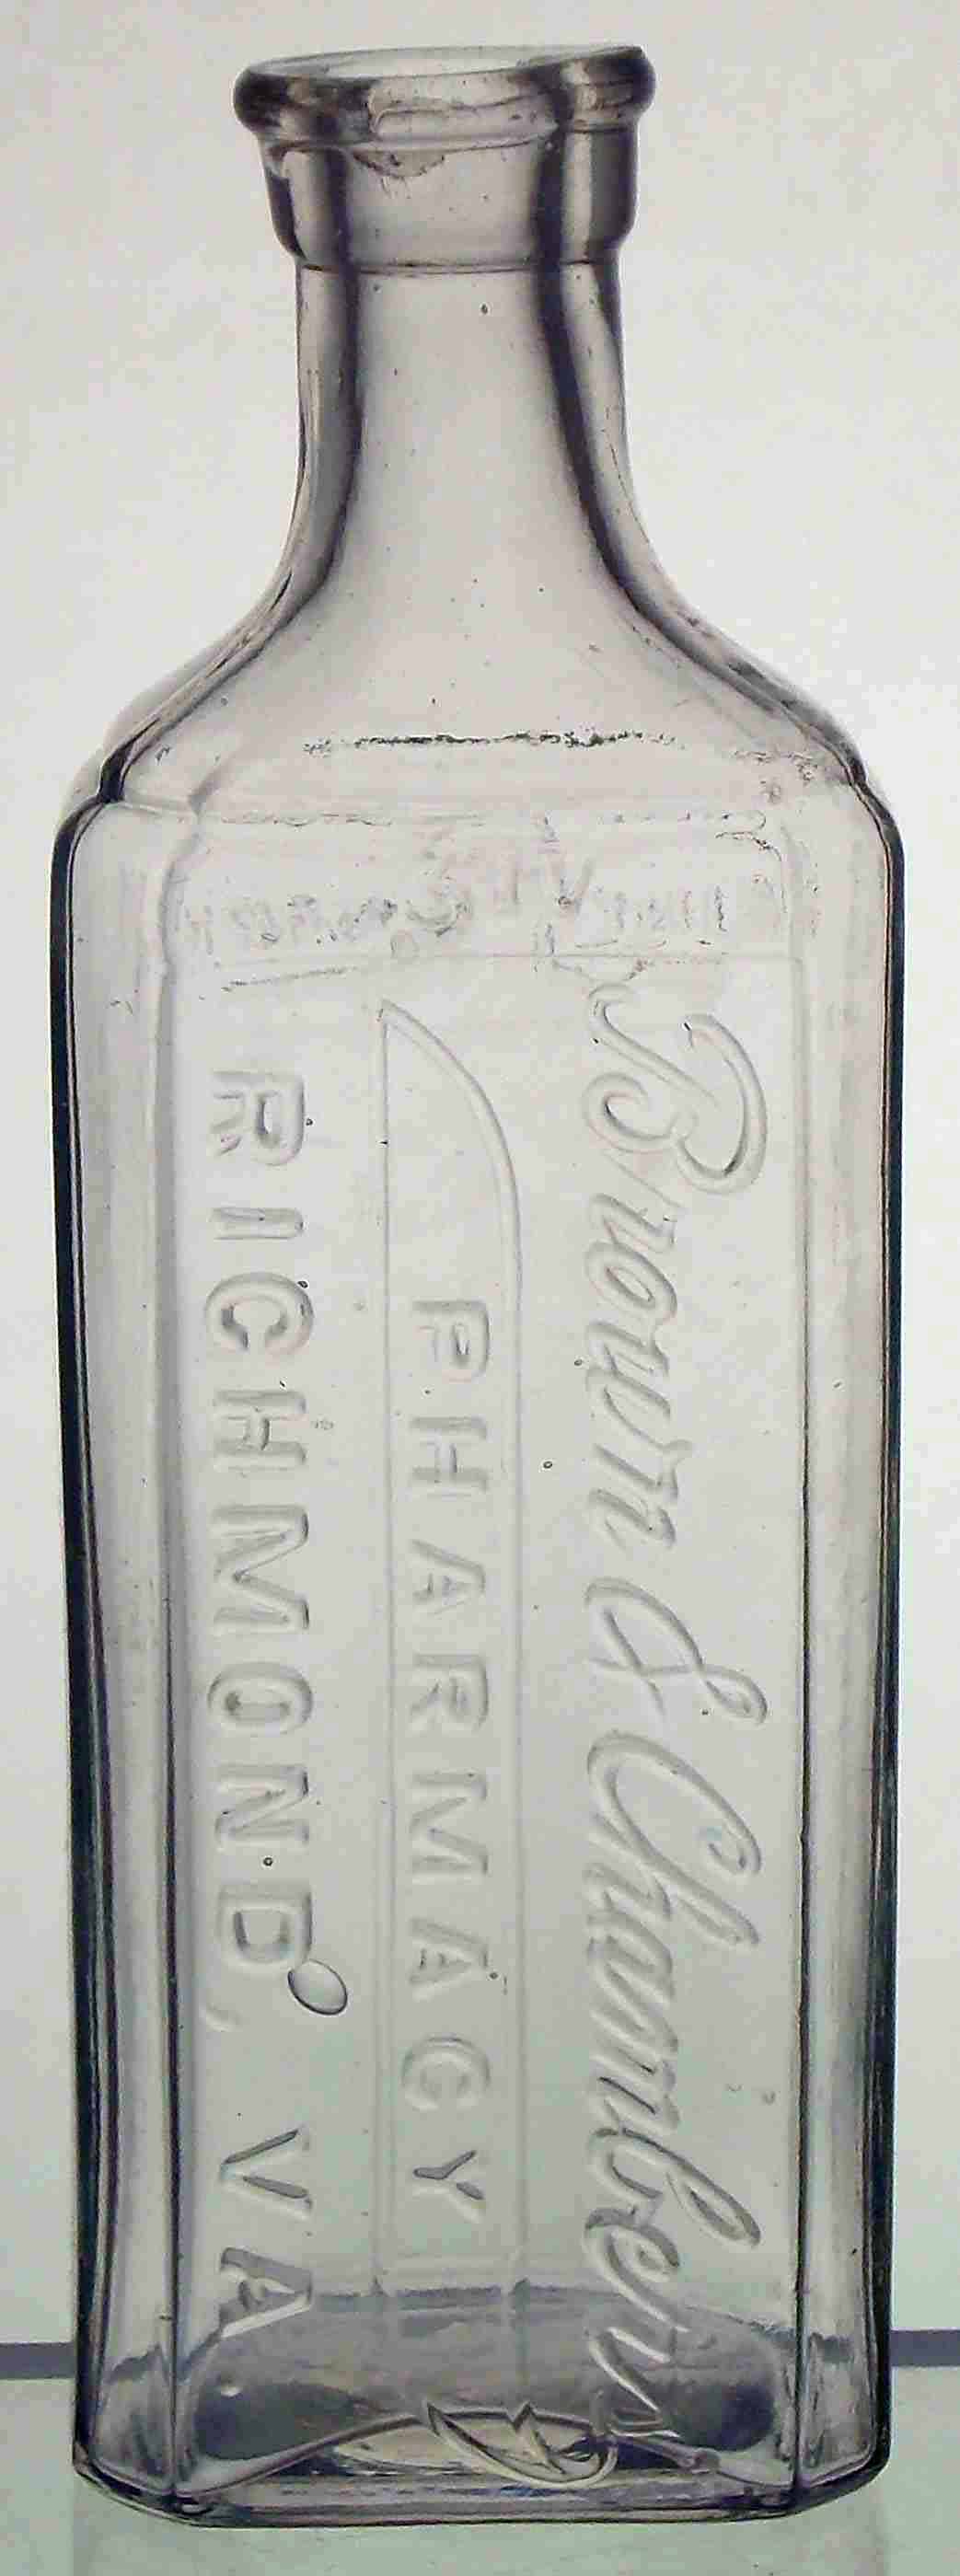 Brown & Chambers
PHARMACY
RICHMOND, VA